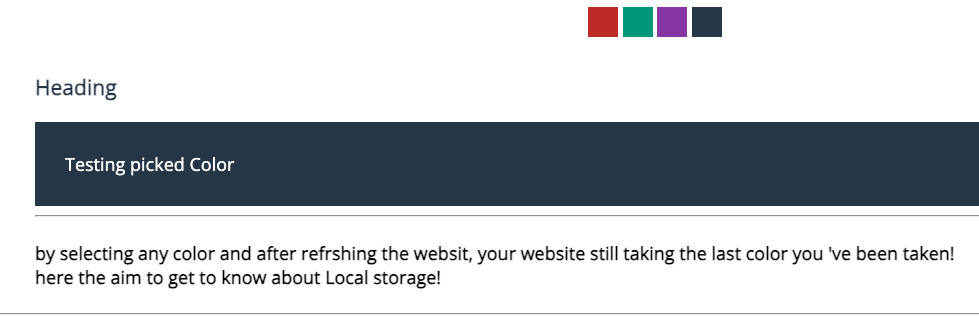 Heading
Testing picked Color
by selecting any color and after refrshing the websit, your website still taking the last color you 've been taken!
here the aim to get to know about Local storage!